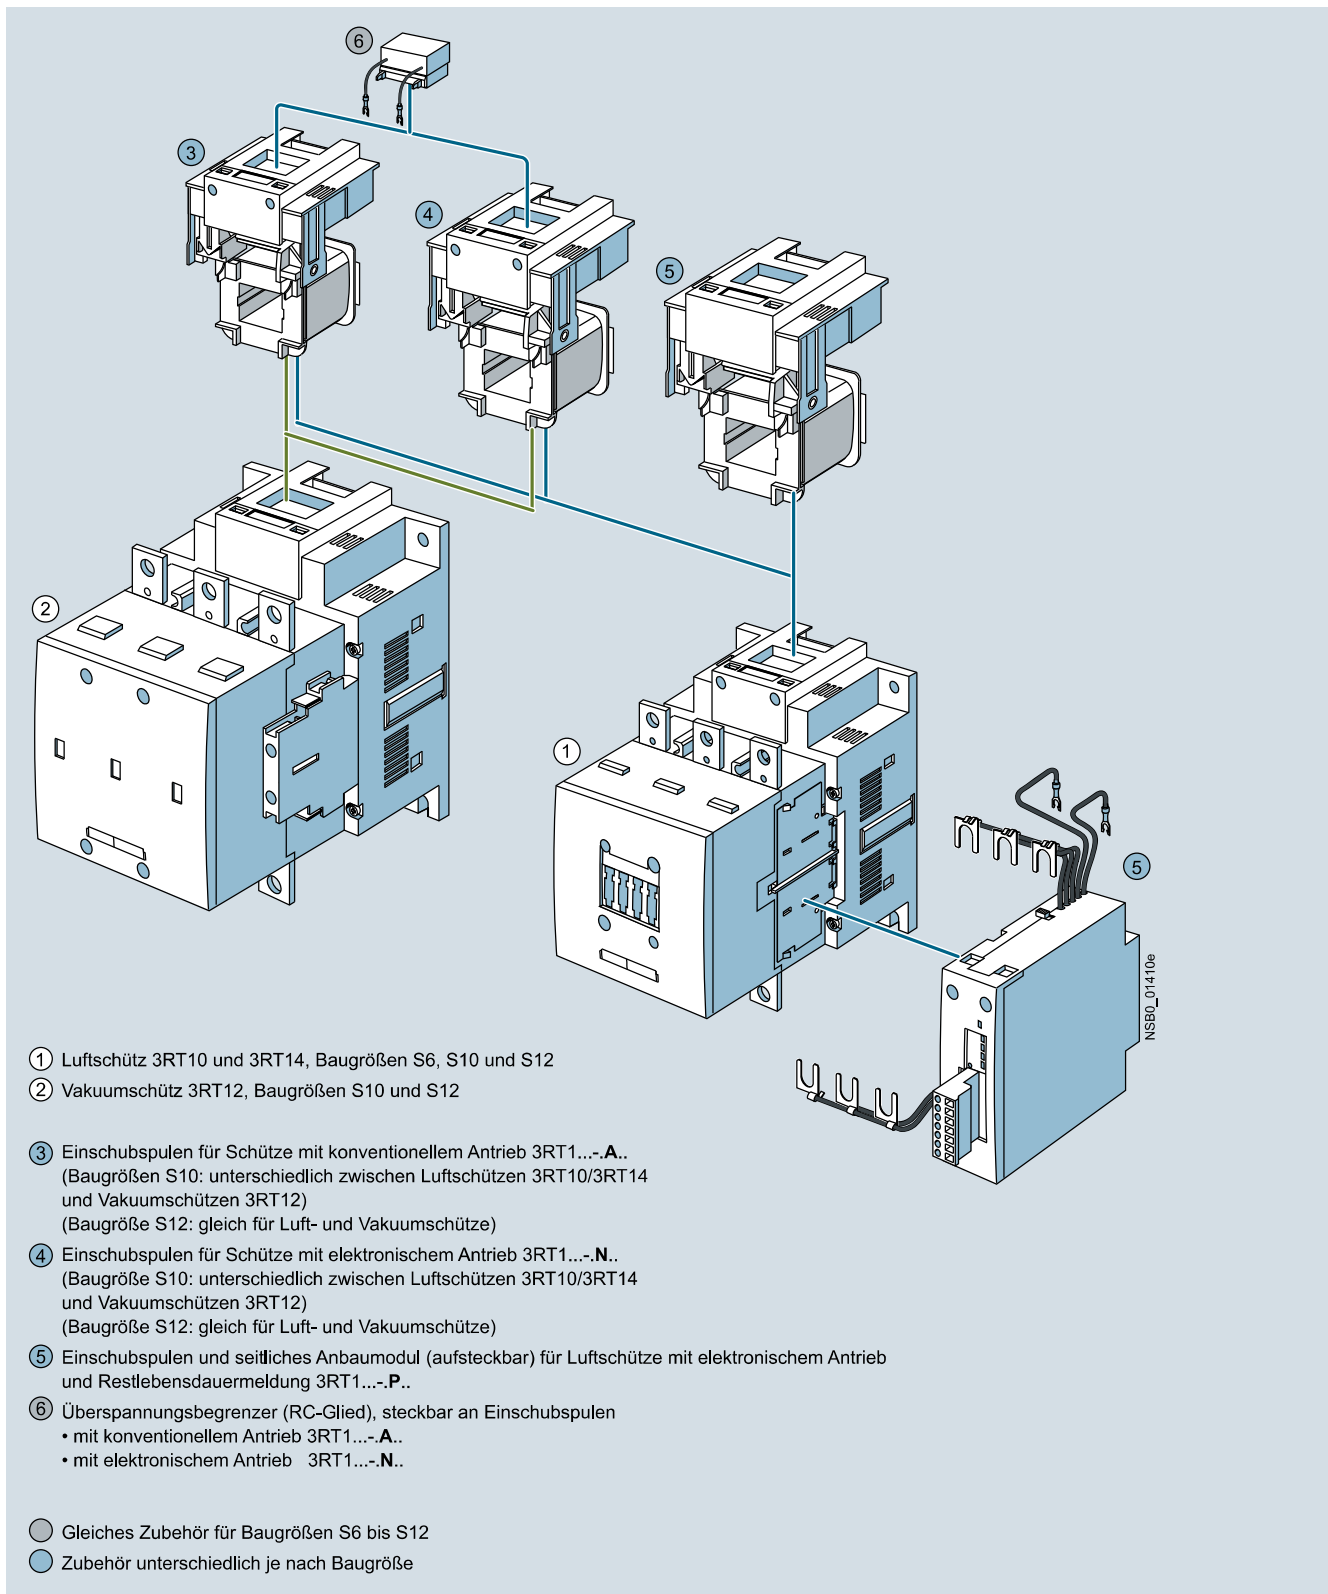 6
3
4
5
2
1
5
NSB0_01410e
1 Luftschütz 3RT10 und 3RT14, Baugrößen S6, S10 und S12
2 Vakuumschütz 3RT12, Baugrößen S10 und S12
3 Einschubspulen für Schütze mit konventionellem Antrieb 3RT1...-.A..
(Baugrößen S10: unterschiedlich zwischen Luftschützen 3RT10/3RT14
und Vakuumschützen 3RT12)
(Baugröße S12: gleich für Luft- und Vakuumschütze)
4 Einschubspulen für Schütze mit elektronischem Antrieb 3RT1...-.N..
(Baugröße S10: unterschiedlich zwischen Luftschützen 3RT10/3RT14
und Vakuumschützen 3RT12)
(Baugröße S12: gleich für Luft- und Vakuumschütze)
5 Einschubspulen und seitliches Anbaumodul (aufsteckbar) für Luftschütze mit elektronischem Antrieb
und Restlebensdauermeldung 3RT1...-.P..
6 Überspannungsbegrenzer (RC-Glied), steckbar an Einschubspulen
• mit konventionellem Antrieb 3RT1...-.A..
• mit elektronischem Antrieb 3RT1...-.N..
Gleiches Zubehör für Baugrößen S6 bis S12
Zubehör unterschiedlich je nach Baugröße